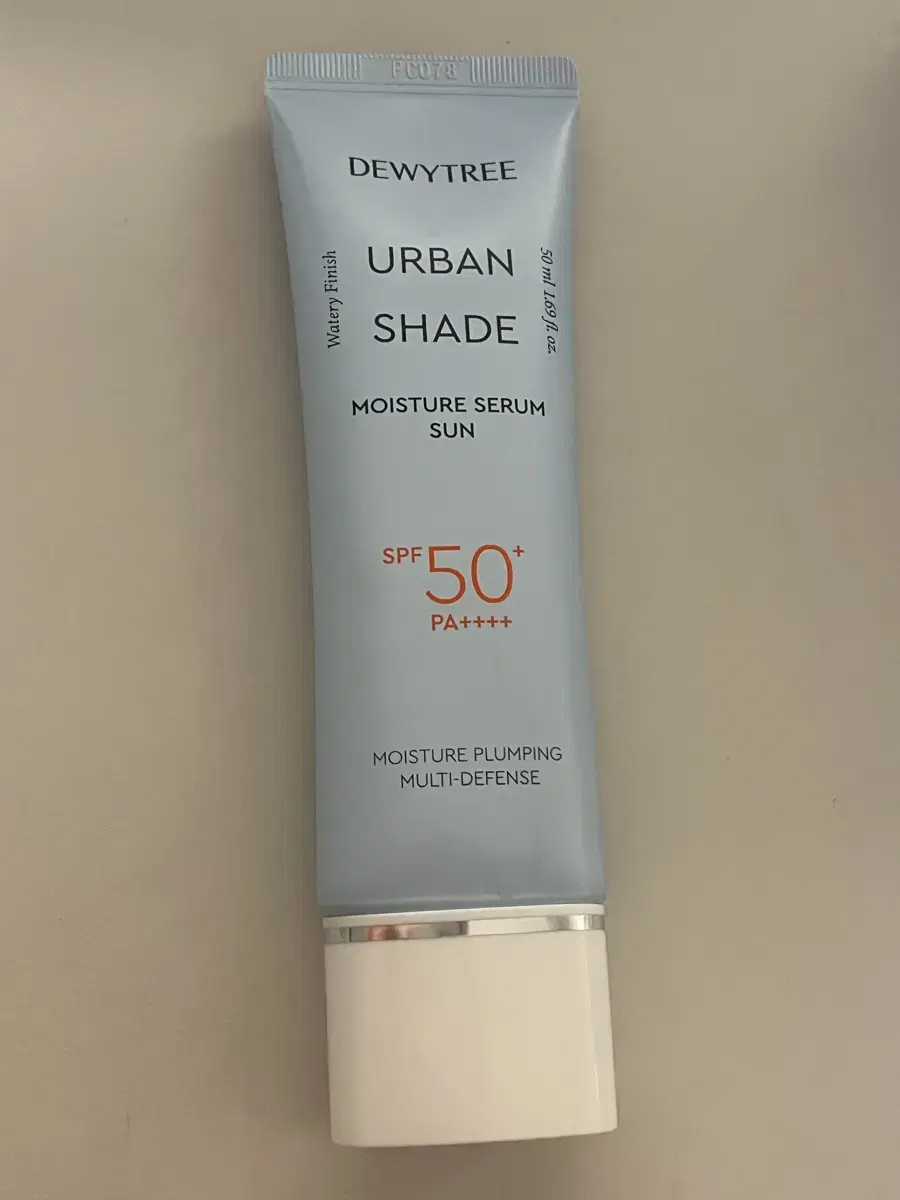 PC078
DEWYTREE
URBAN
SHADE
Watery Finish
50 ml 1.69 fl. oz.
MOISTURE SERUM
SUN
SPF 50+
PA++++
MOISTURE PLUMPING
MULTI-DEFENSE